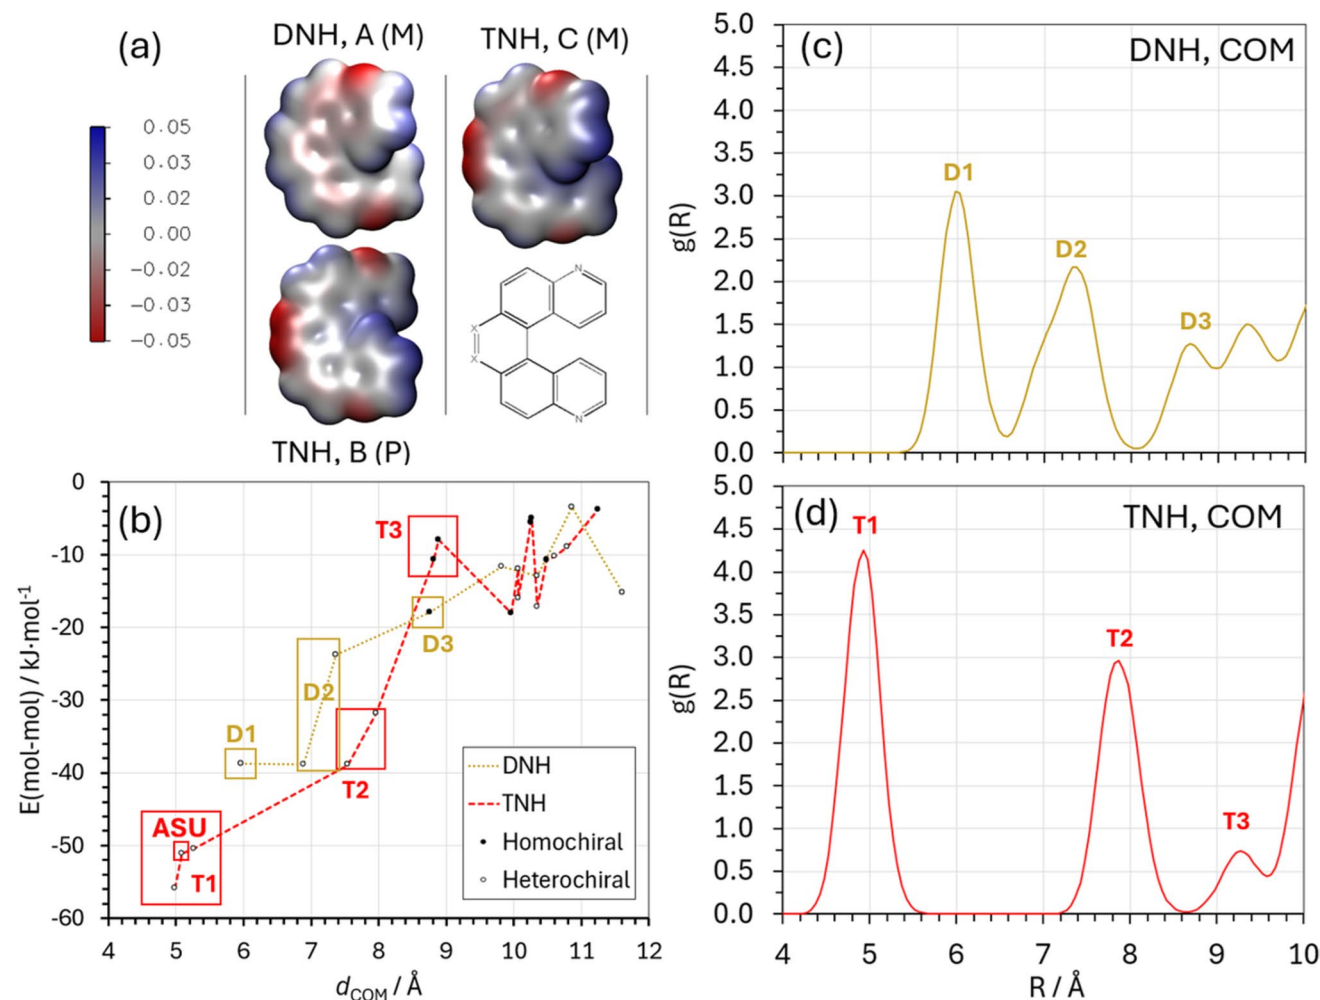 (a)
DNH, A (M)
TNH, C (M)
0.05
0.03
0.02
0.00
−0.02
−0.03
−0.05
N
X
X
N
TNH, B (P)
(b)
0
-10
-20
-30
-40
-50
-60
E(mol-mol) / kJ·mol-1
T3
D3
D2
D1
T2
ASU
T1
DNH
TNH
Homochiral
Heterochiral
4 5 6 7 8 9 10 11 12
dCOM / Å
(c)
DNH, COM
5.0
4.5
4.0
3.5
3.0
2.5
2.0
1.5
1.0
0.5
0.0
g(R)
D1
D2
D3
(d)
TNH, COM
5.0
4.5
4.0
3.5
3.0
2.5
2.0
1.5
1.0
0.5
0.0
g(R)
T1
T2
T3
4 5 6 7 8 9 10
R / Å